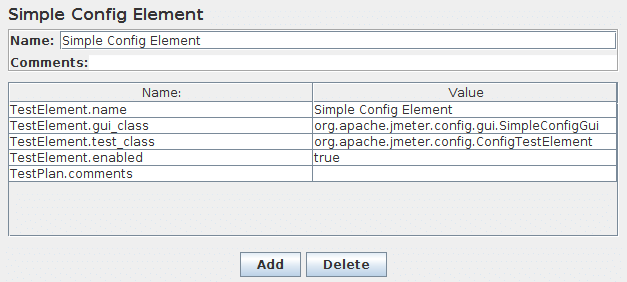 Simple Config Element
Name: Simple Config Element
Comments:
Name: Value
TestElement.name Simple Config Element
TestElement.gui_class org.apache.jmeter.config.gui.SimpleConfigGui
TestElement.test_class org.apache.jmeter.config.ConfigTestElement
TestElement.enabled true
TestPlan.comments
Add Delete